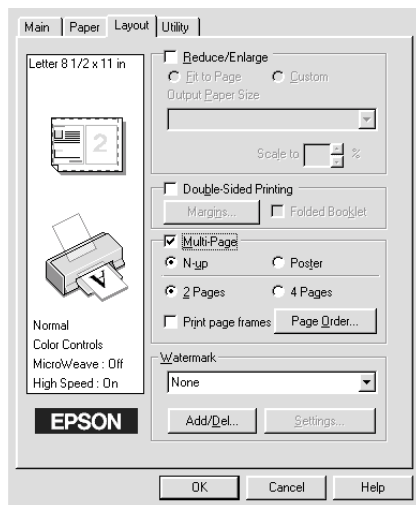 Main Paper Layout Utility
Letter 8 1/2 x 11 in
2
A
Normal
Color Controls
MicroWeave : Off
High Speed : On
EPSON
Reduce/Enlarge
Fit to Page Custom
Output Paper Size
Scale to %
Double-Sided Printing
Margins... Folded Booklet
Multi-Page
N-up Poster
2 Pages 4 Pages
Print page frames Page Order...
Watermark
None
Add/Del... Settings...
OK Cancel Help